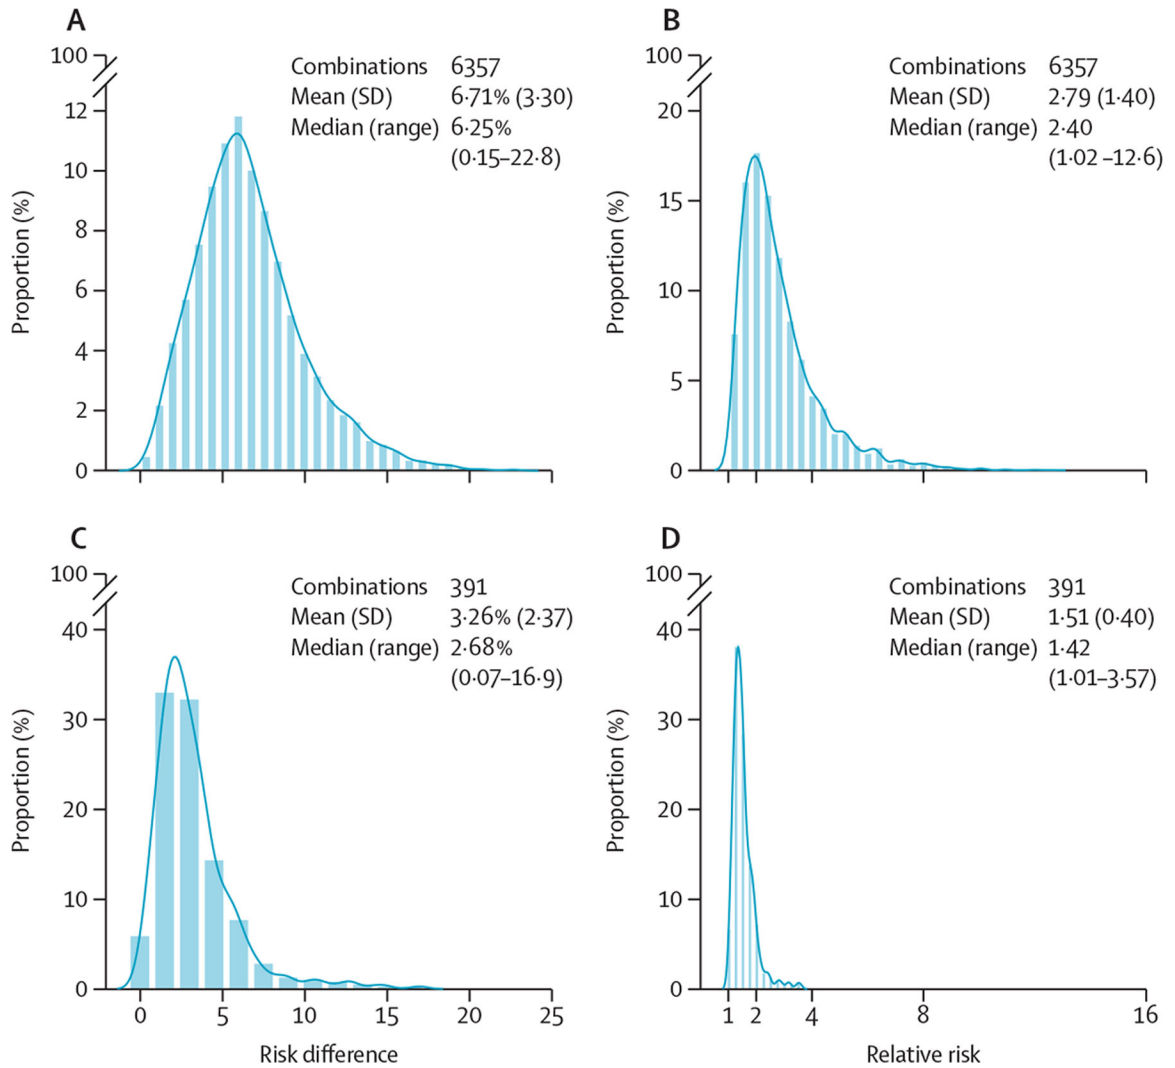 A
100
12
10
8
6
4
2
0
Proportion (%)
Combinations 6357
Mean (SD) 6·71% (3·30)
Median (range) 6·25%
(0·15–22·8)
B
100
20
15
10
5
0
Proportion (%)
Combinations 6357
Mean (SD) 2·79 (1·40)
Median (range) 2·40
(1·02 –12·6)
C
100
40
30
20
10
0
Proportion (%)
Combinations 391
Mean (SD) 3·26% (2·37)
Median (range) 2·68%
(0·07–16·9)
0 5 10 15 20 25
Risk difference
D
100
40
30
20
10
0
Proportion (%)
Combinations 391
Mean (SD) 1·51 (0·40)
Median (range) 1·42
(1·01–3·57)
1 2 4 8 16
Relative risk